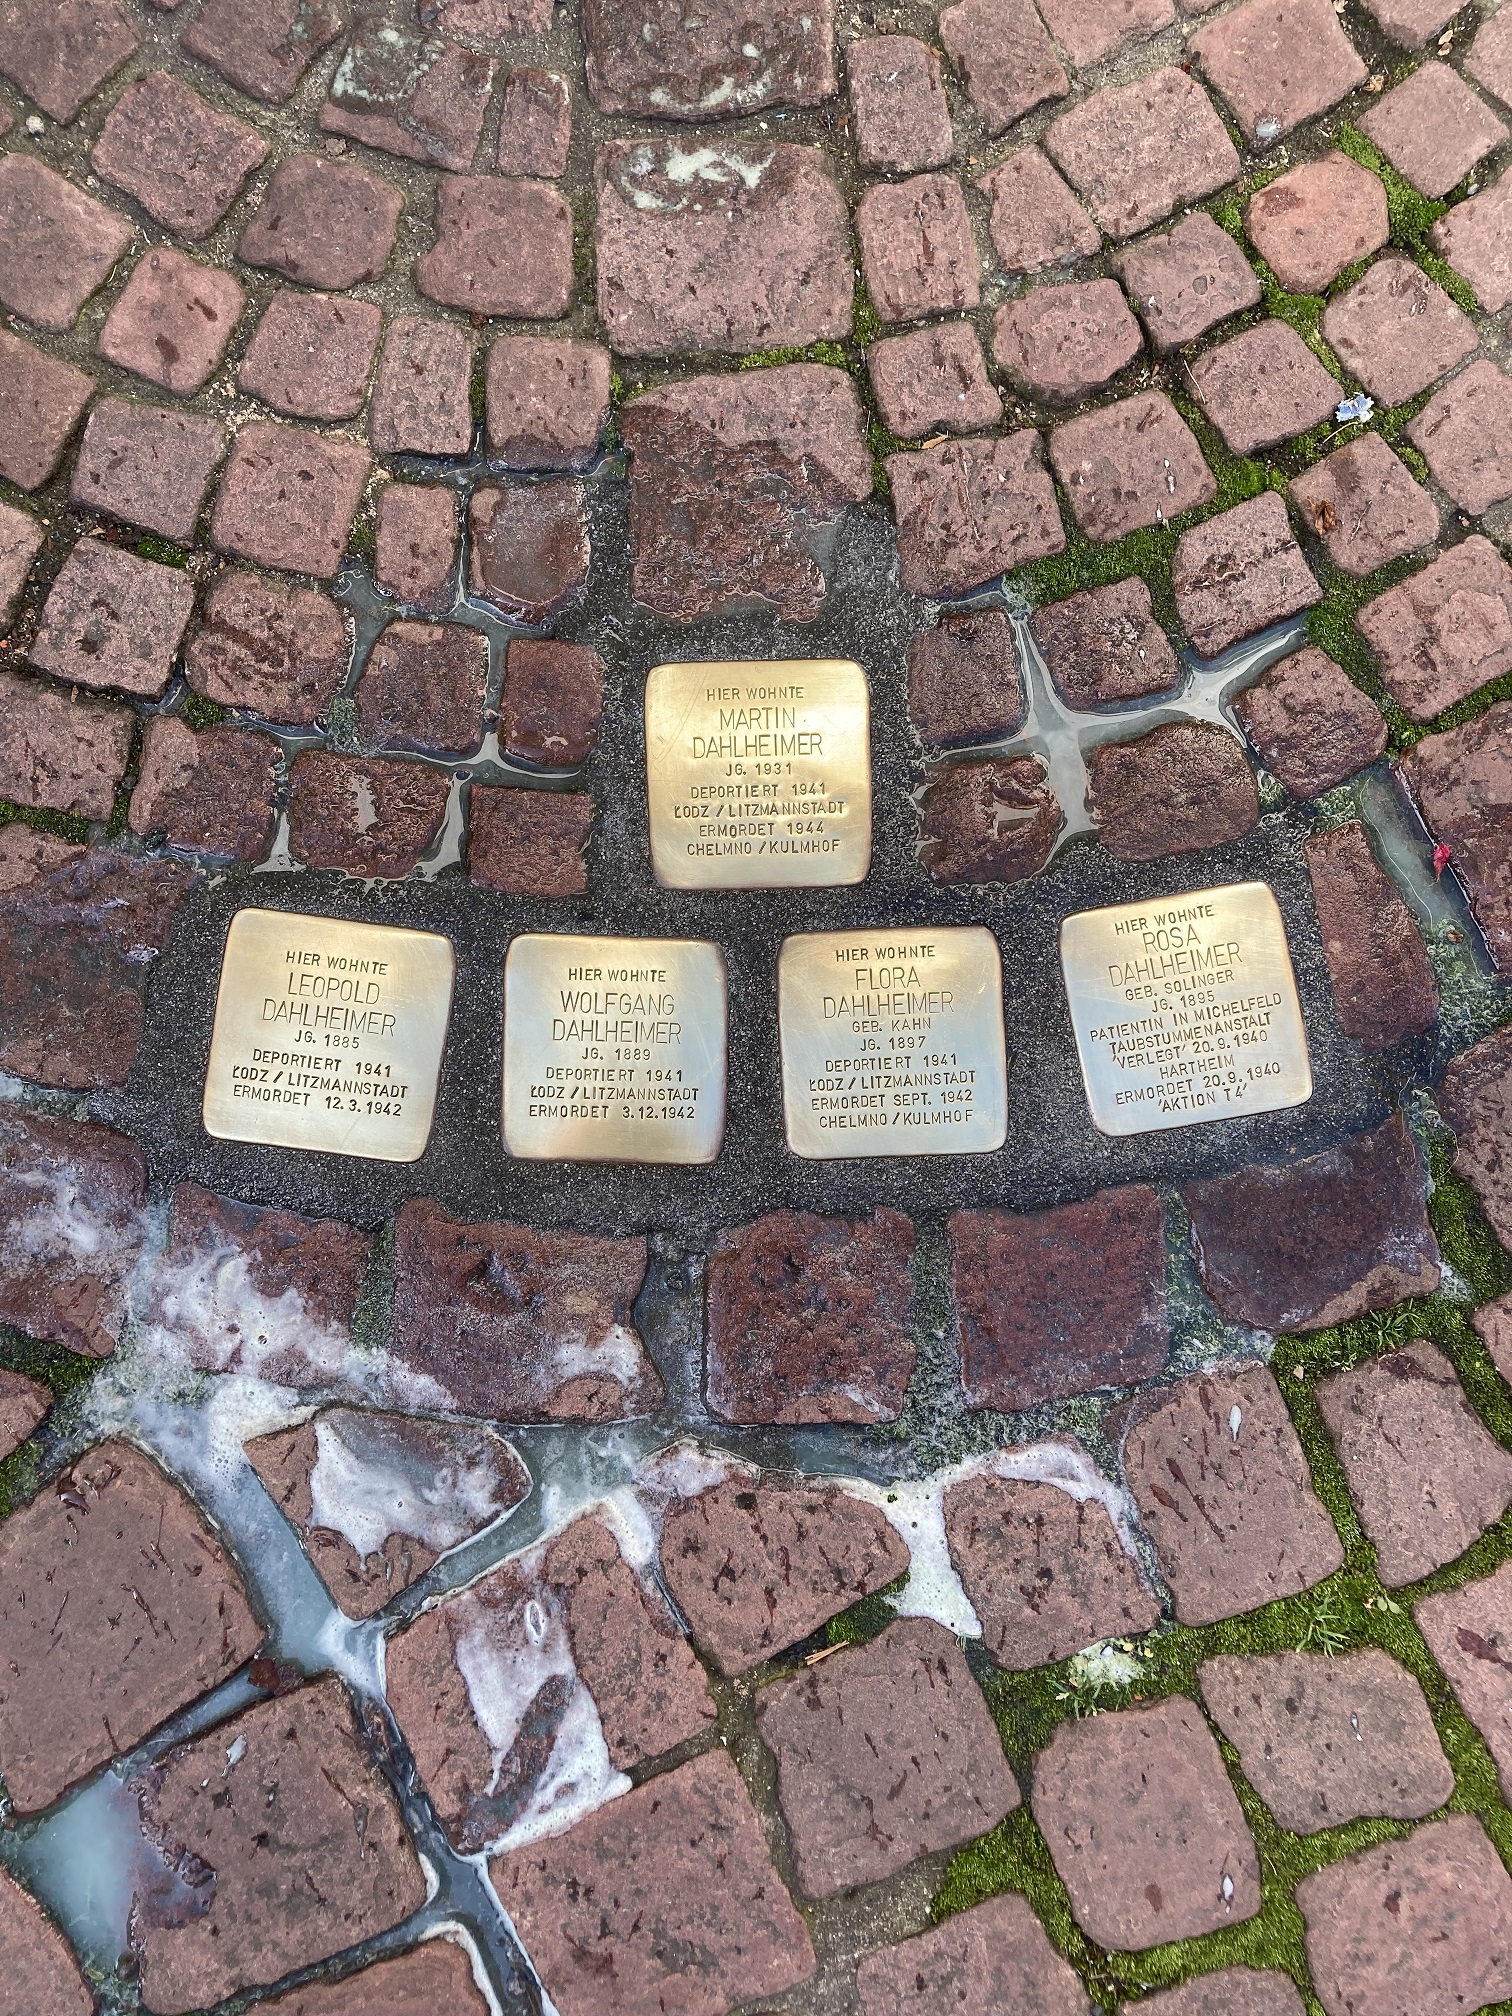 HIER WOHNTE
MARTIN
DAHLHEIMER
JG. 1931
DEPORTIERT 1941
ŁODZ / LITZMANNSTADT
ERMORDET 1944
CHELMNO / KULMHOF
HIER WOHNTE
LEOPOLD
DAHLHEIMER
JG. 1885
DEPORTIERT 1941
ŁODZ / LITZMANNSTADT
ERMORDET 12.3.1942
HIER WOHNTE
WOLFGANG
DAHLHEIMER
JG. 1889
DEPORTIERT 1941
ŁODZ / LITZMANNSTADT
ERMORDET 3.12.1942
HIER WOHNTE
FLORA
DAHLHEIMER
GEB. KAHN
JG. 1897
DEPORTIERT 1941
ŁODZ / LITZMANNSTADT
ERMORDET SEPT. 1942
CHELMNO / KULMHOF
HIER WOHNTE
ROSA
DAHLHEIMER
GEB. SOLINGER
JG. 1895
PATIENTIN IN MICHELFELD
TAUBSTUMMENANSTALT
'VERLEGT' 20.9.1940
HARTHEIM
ERMORDET 20.9.1940
'AKTION T4'